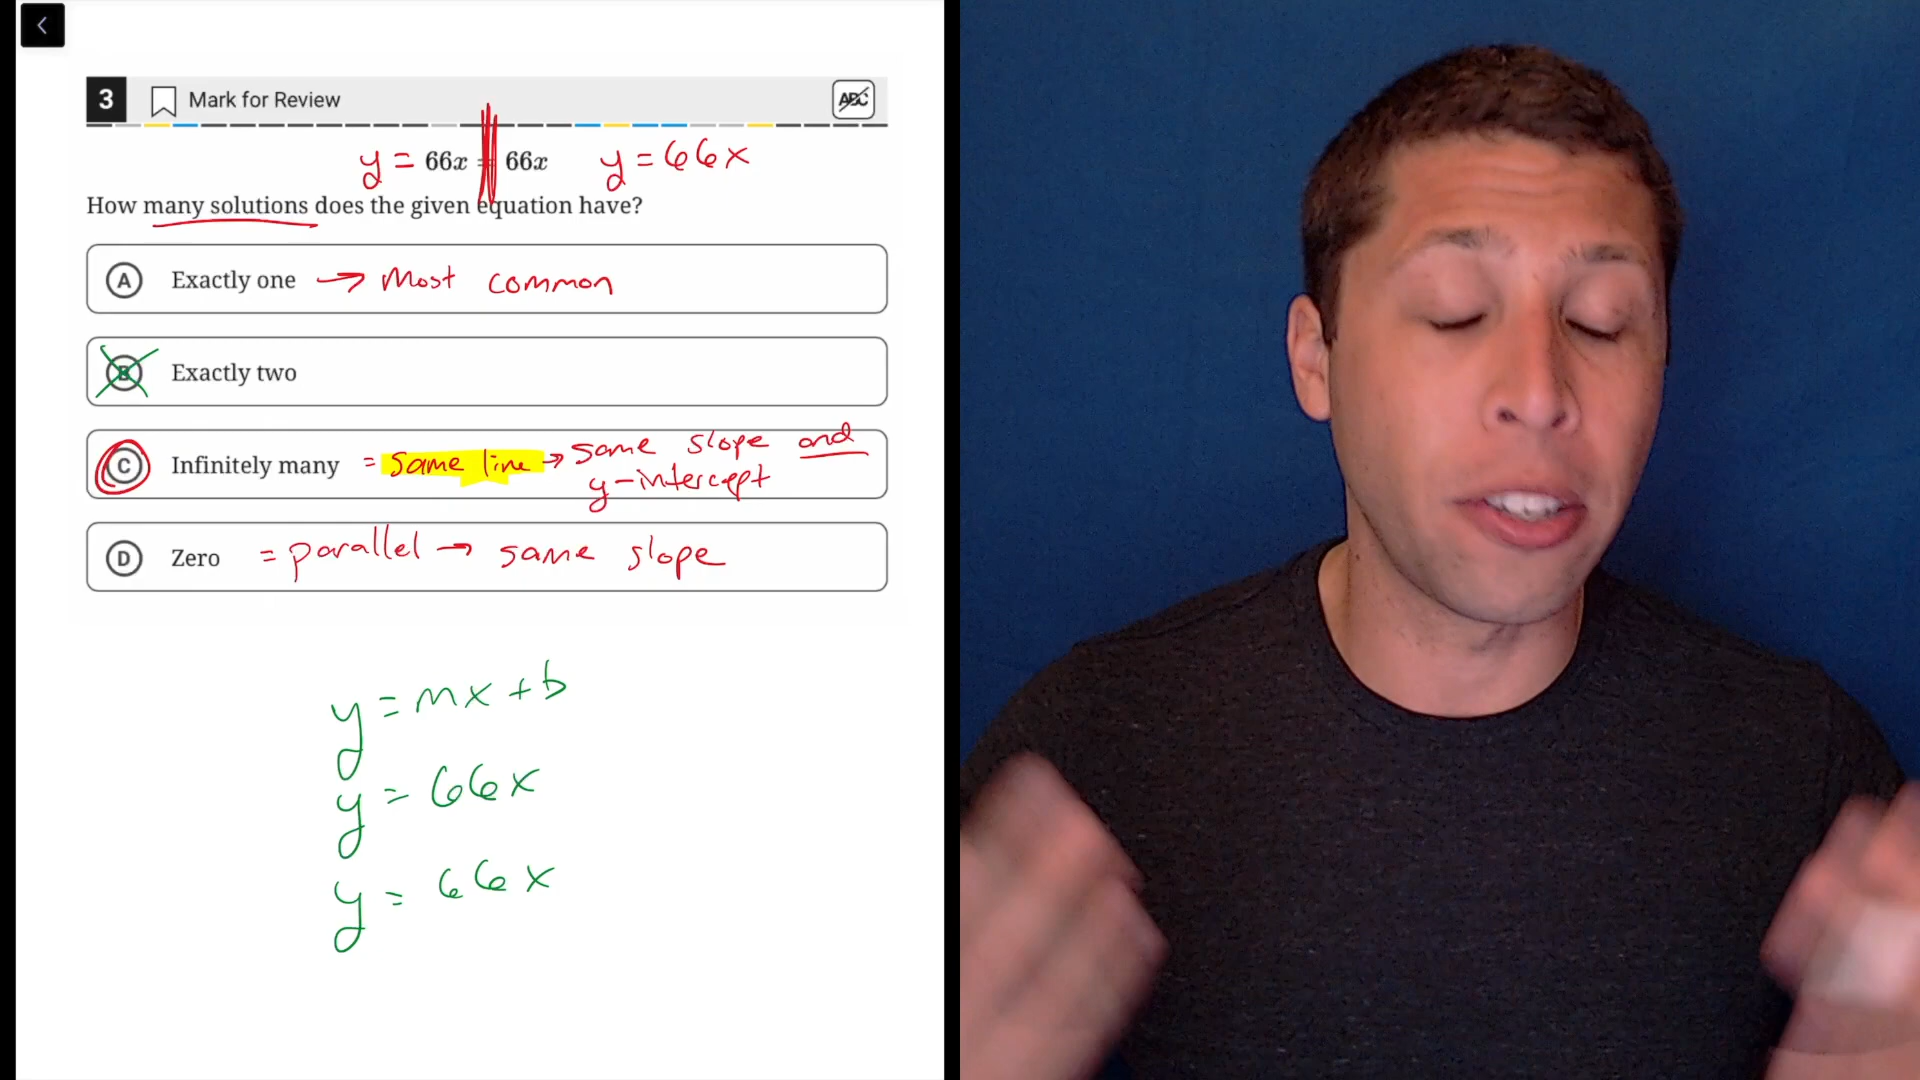 3 Mark for Review ABC
y = 66x = 66x y = 66x
How many solutions does the given equation have?
A Exactly one → Most common
B Exactly two
C Infinitely many = same line → same slope and
y-intercept
D Zero = parallel → same slope
y = mx + b
y = 66x
y = 66x